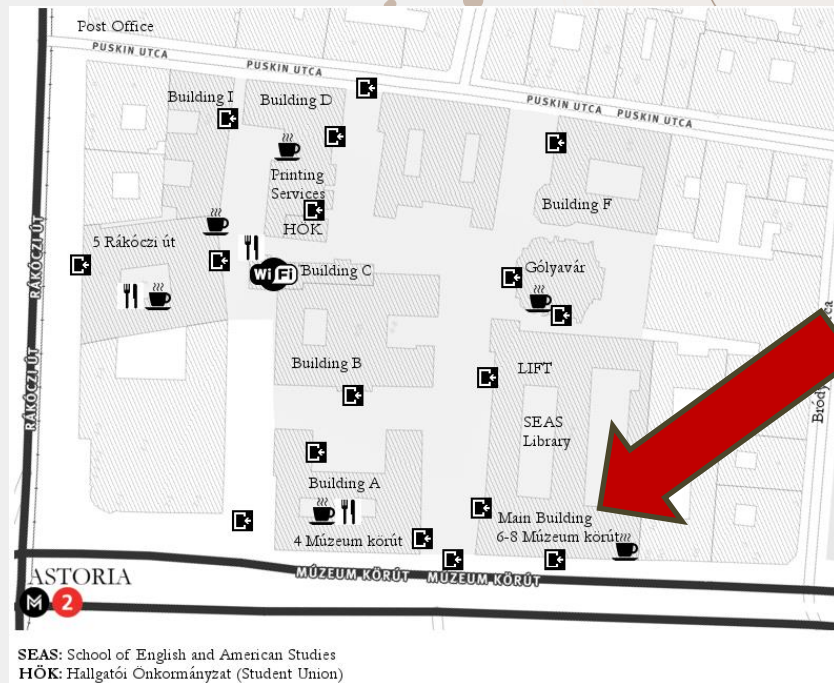 Post Office
PUSKIN UTCA
PUSKIN UTCA
PUSKIN UTCA PUSKIN UTCA
Building I
Building D
Printing
Services
HÖK
Building F
5 Rákóczi út
RÁKÓCZI ÚT
WiFi
Building C
Gólyavár
Building B
LIFT
RÁKÓCZI ÚT
SEAS
Library
Building A
4 Múzeum körút
Main Building
6-8 Múzeum körút
MÚZEUM KÖRÚT MÚZEUM KÖRÚT
ASTORIA
M 2
SEAS: School of English and American Studies
HÖK: Hallgatói Önkormányzat (Student Union)